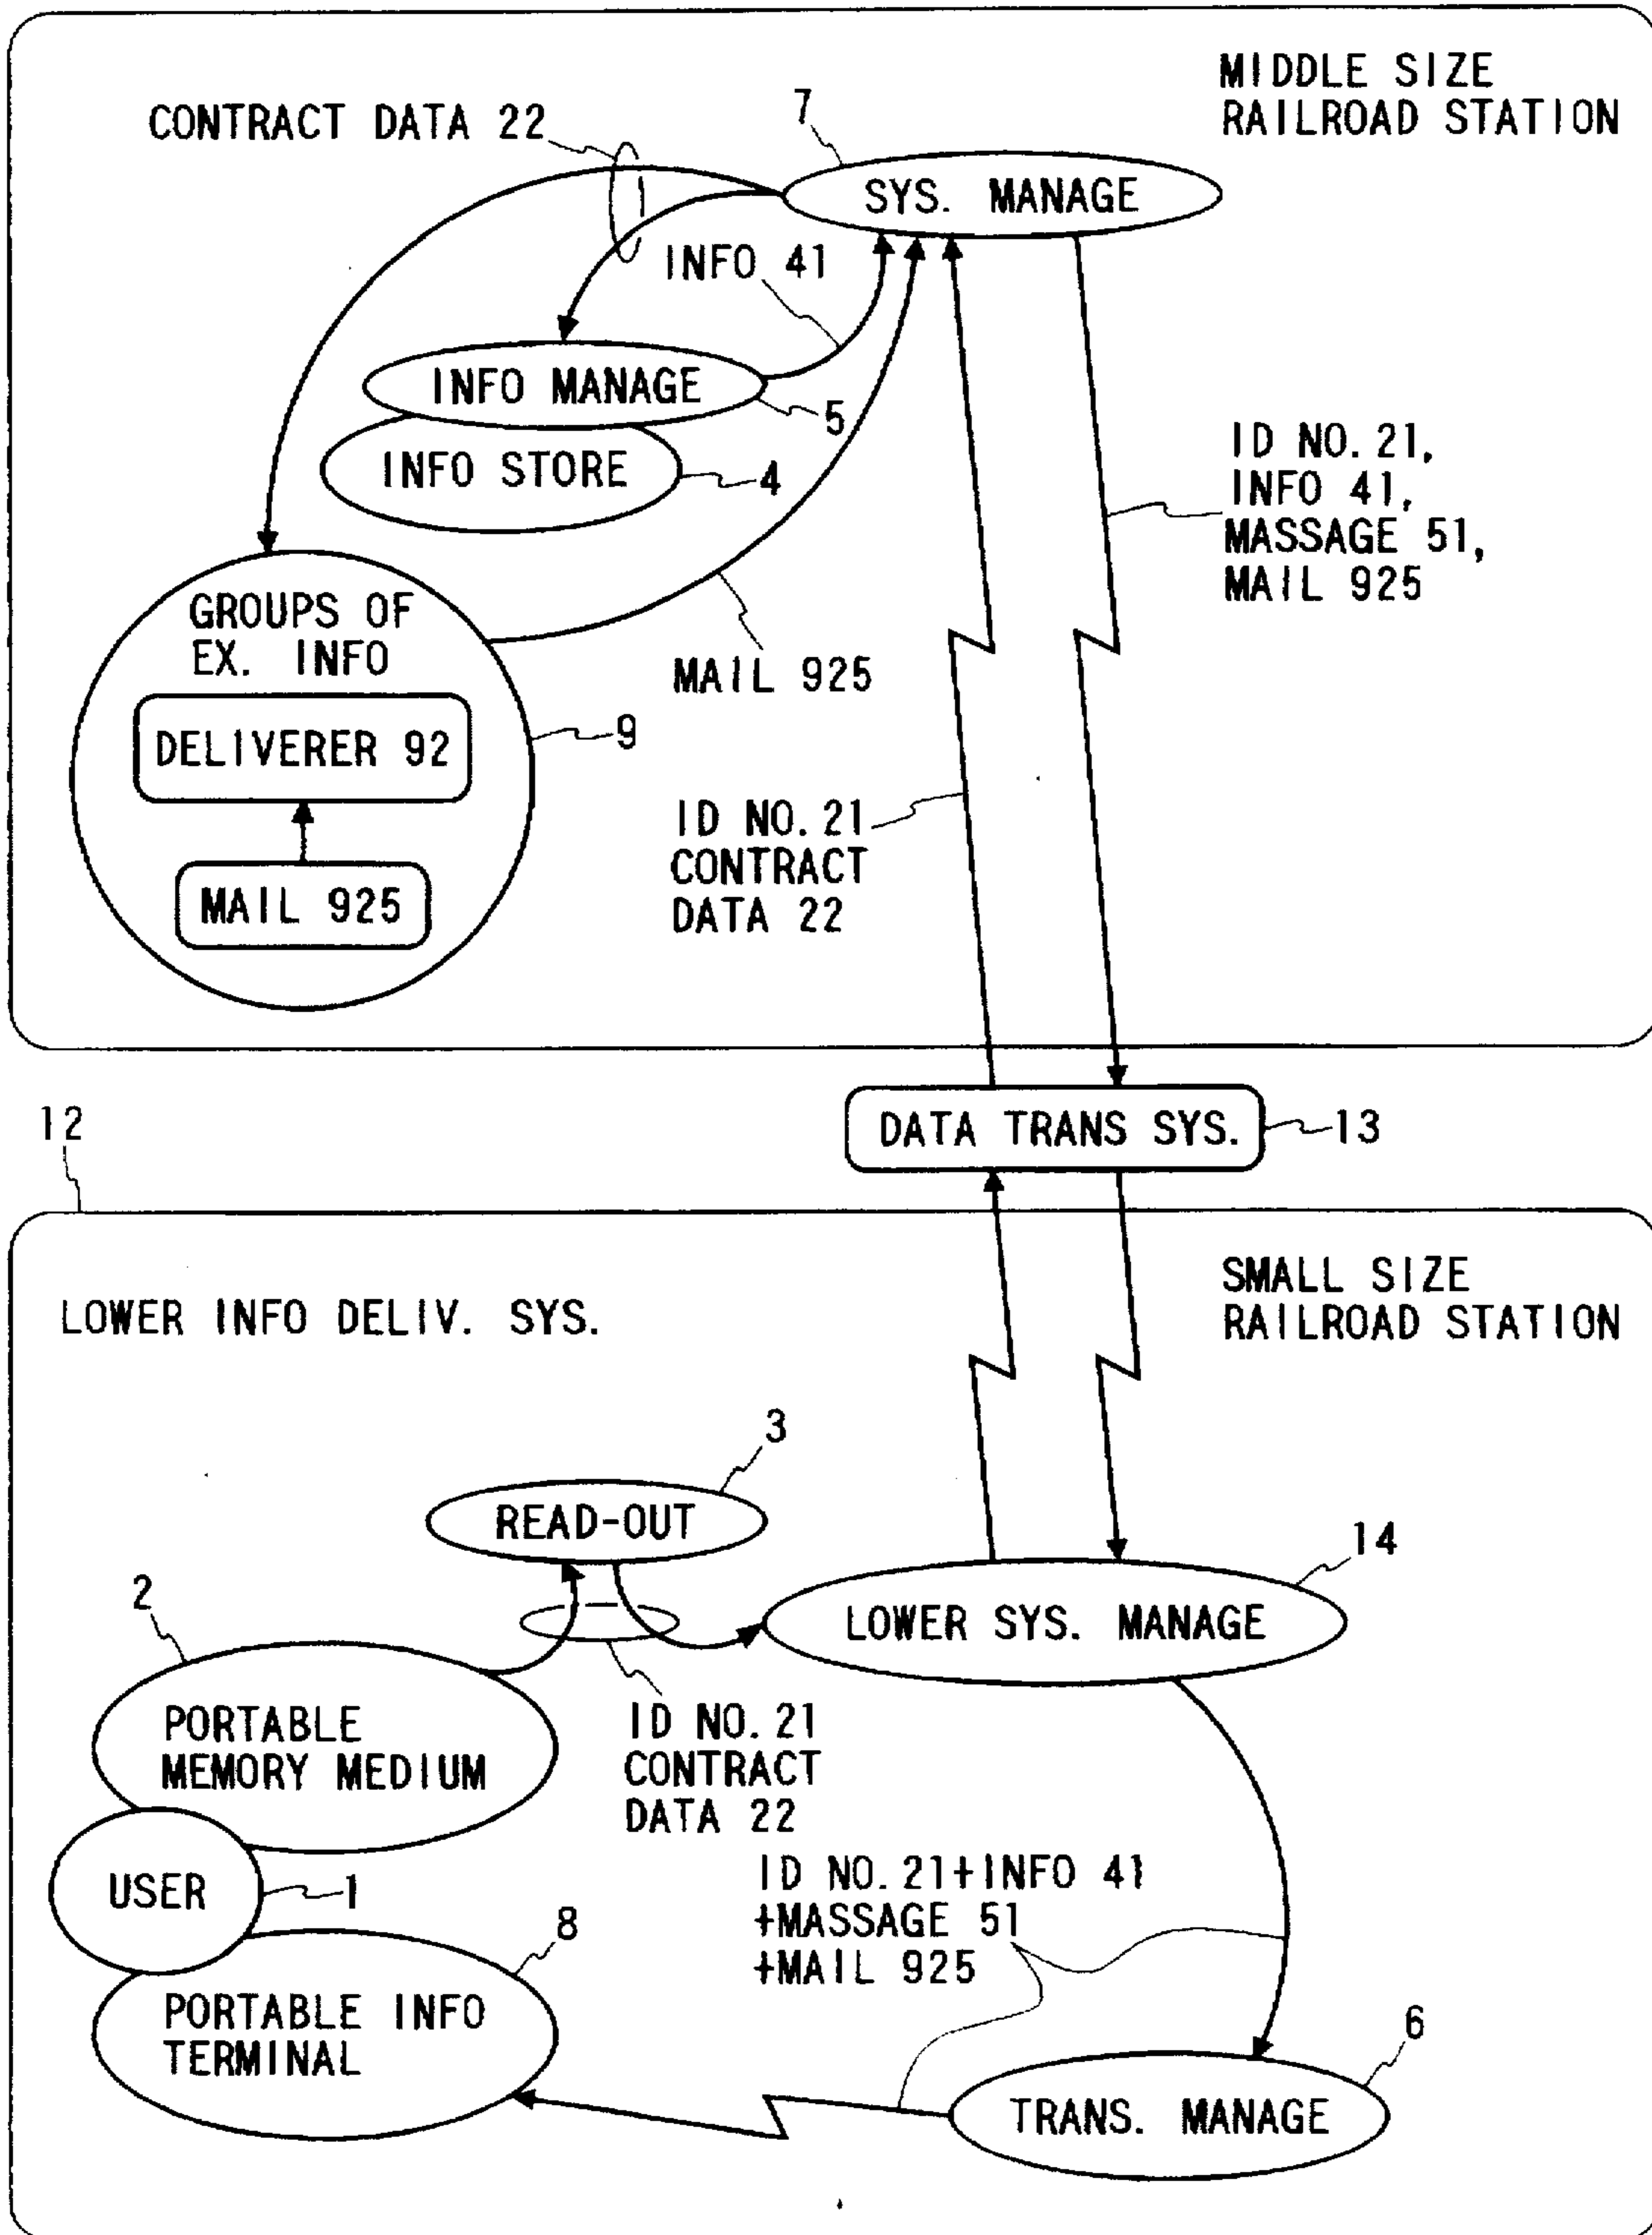 MIDDLE SIZE
RAILROAD STATION
CONTRACT DATA 22
7
SYS. MANAGE
INFO 41
INFO MANAGE
5
INFO STORE
4
ID NO.21,
INFO 41,
MASSAGE 51,
MAIL 925
GROUPS OF
EX. INFO
DELIVERER 92
MAIL 925
9
MAIL 925
ID NO.21
CONTRACT
DATA 22
DATA TRANS SYS.
13
12
SMALL SIZE
RAILROAD STATION
LOWER INFO DELIV. SYS.
3
READ-OUT
14
LOWER SYS. MANAGE
2
PORTABLE
MEMORY MEDIUM
ID NO.21
CONTRACT
DATA 22
USER
1
ID NO.21+INFO 41
+MASSAGE 51
+MAIL 925
8
PORTABLE INFO
TERMINAL
6
TRANS. MANAGE